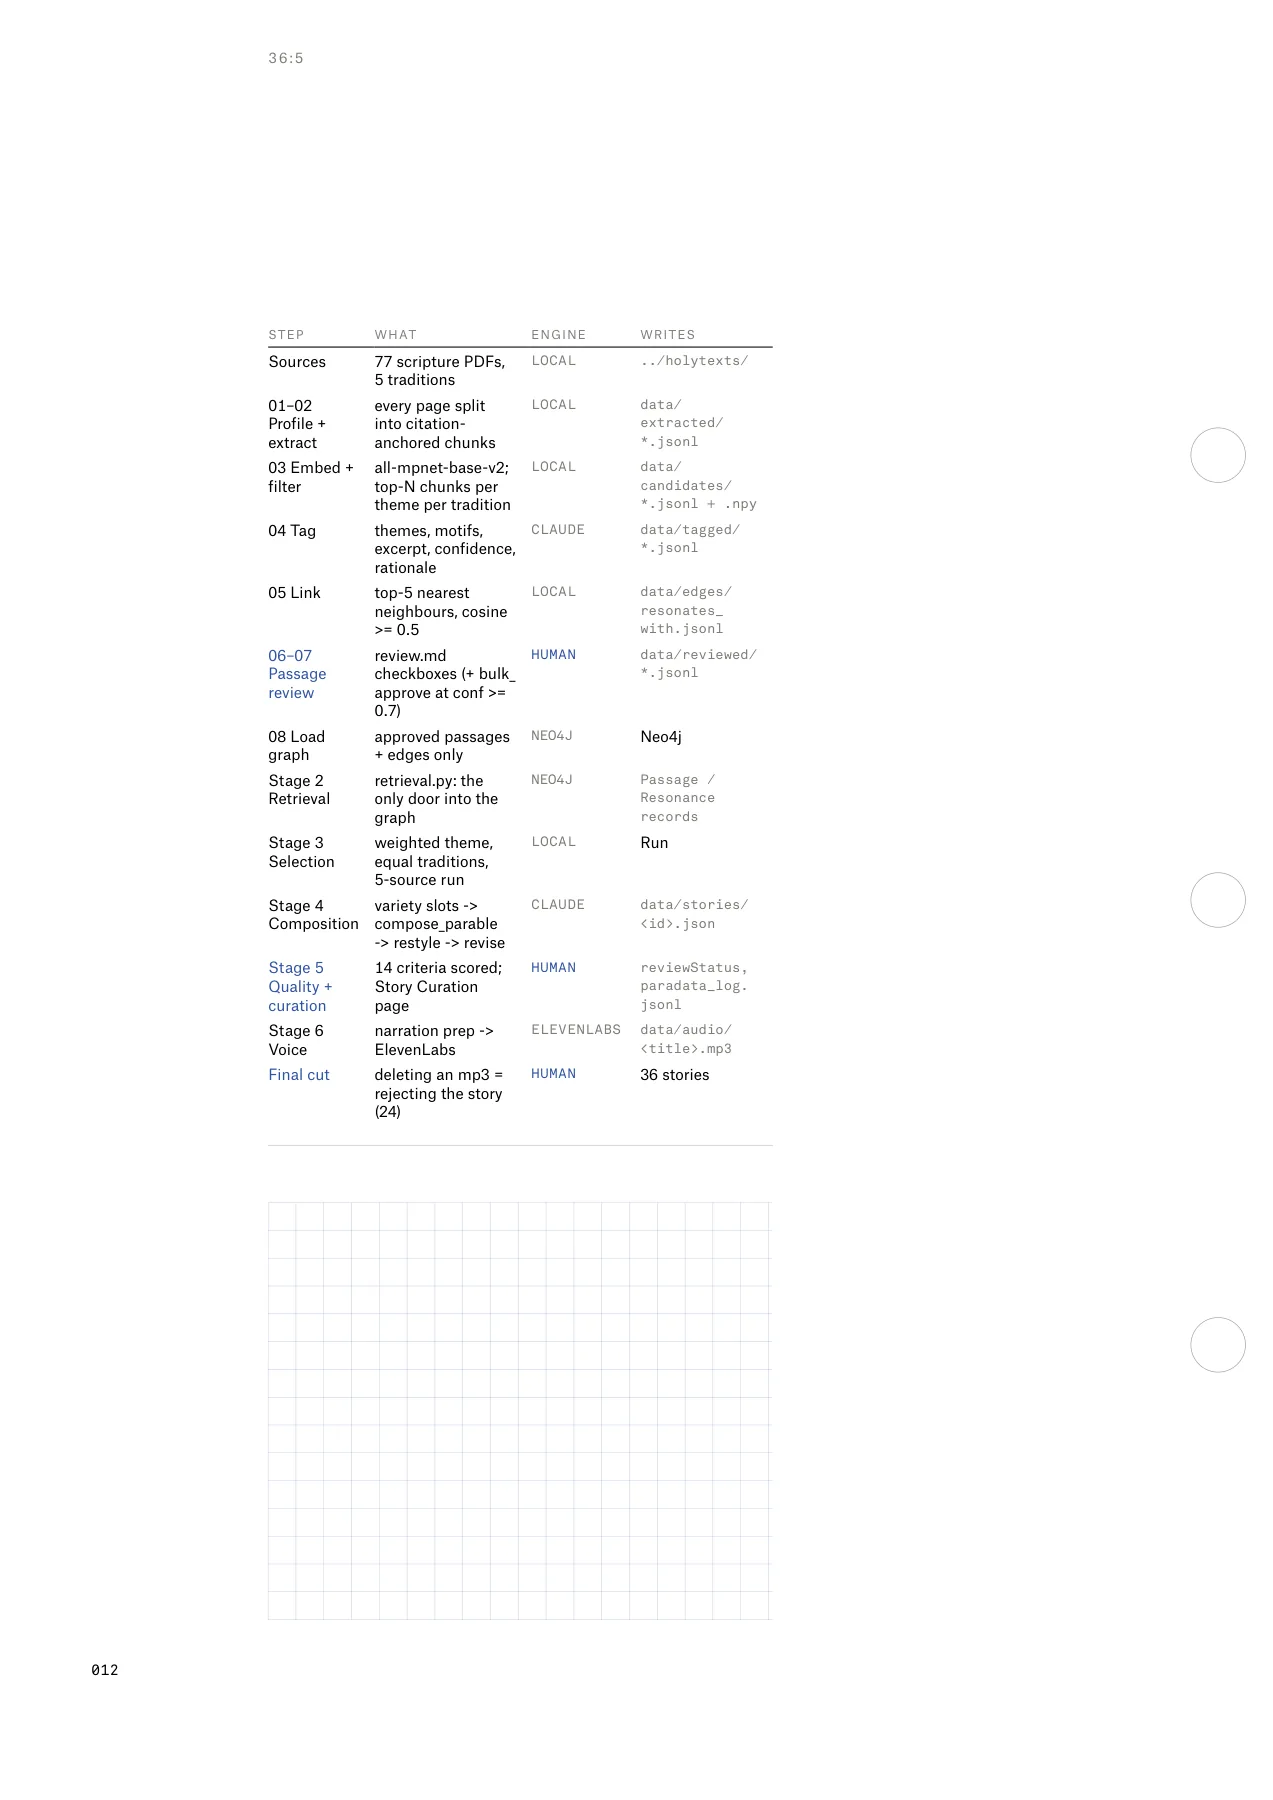 36:5
STEP WHAT ENGINE WRITES
Sources 77 scripture PDFs, LOCAL ../holytexts/
5 traditions
01–02 every page split LOCAL data/
Profile + into citation- extracted/
extract anchored chunks *.jsonl
03 Embed + all-mpnet-base-v2; LOCAL data/
filter top-N chunks per candidates/
theme per tradition *.jsonl + .npy
04 Tag themes, motifs, CLAUDE data/tagged/
excerpt, confidence, *.jsonl
rationale
05 Link top-5 nearest LOCAL data/edges/
neighbours, cosine resonates_
>= 0.5 with.jsonl
06–07 review.md HUMAN data/reviewed/
Passage checkboxes (+ bulk_ *.jsonl
review approve at conf >=
0.7)
08 Load approved passages NEO4J Neo4j
graph + edges only
Stage 2 retrieval.py: the NEO4J Passage /
Retrieval only door into the Resonance
graph records
Stage 3 weighted theme, LOCAL Run
Selection equal traditions,
5-source run
Stage 4 variety slots -> CLAUDE data/stories/
Composition compose_parable <id>.json
-> restyle -> revise
Stage 5 14 criteria scored; HUMAN reviewStatus,
Quality + Story Curation paradata_log.
curation page jsonl
Stage 6 narration prep -> ELEVENLABS data/audio/
Voice ElevenLabs <title>.mp3
Final cut deleting an mp3 = HUMAN 36 stories
rejecting the story
(24)
012